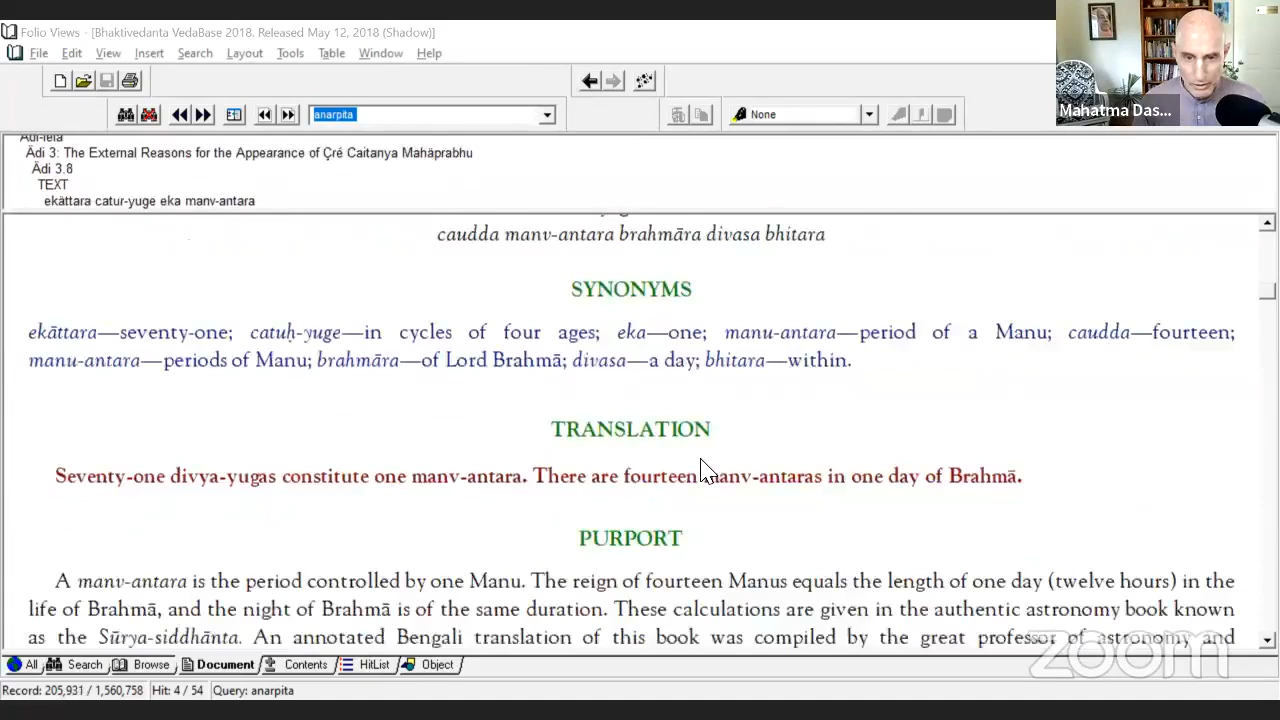 Folio Views - [Bhaktivedanta VedaBase 2018. Released May 12, 2018 (Shadow)]
File Edit View Insert Search Layout Tools Table Window Help
anarpita
None
Mahatma Das...
Ädi 3: The External Reasons for the Appearance of Çré Caitanya Mahäprabhu
Ädi 3.8
TEXT
ekättara catur-yuge eka manv-antara
caudda manv-antara brahmāra divasa bhitara
SYNONYMS
ekāttara—seventy-one; catuḥ-yuge—in cycles of four ages; eka—one; manu-antara—period of a Manu; caudda—fourteen;
manu-antara—periods of Manu; brahmāra—of Lord Brahmā; divasa—a day; bhitara—within.
TRANSLATION
Seventy-one divya-yugas constitute one manv-antara. There are fourteen manv-antaras in one day of Brahmā.
PURPORT
A manv-antara is the period controlled by one Manu. The reign of fourteen Manus equals the length of one day (twelve hours) in the
life of Brahmā, and the night of Brahmā is of the same duration. These calculations are given in the authentic astronomy book known
as the Sūrya-siddhānta. An annotated Bengali translation of this book was compiled by the great professor of astronomy and
zoom
All Search Browse Document Contents HitList Object
Record: 205,931 / 1,560,758 Hit: 4 / 54 Query: anarpita